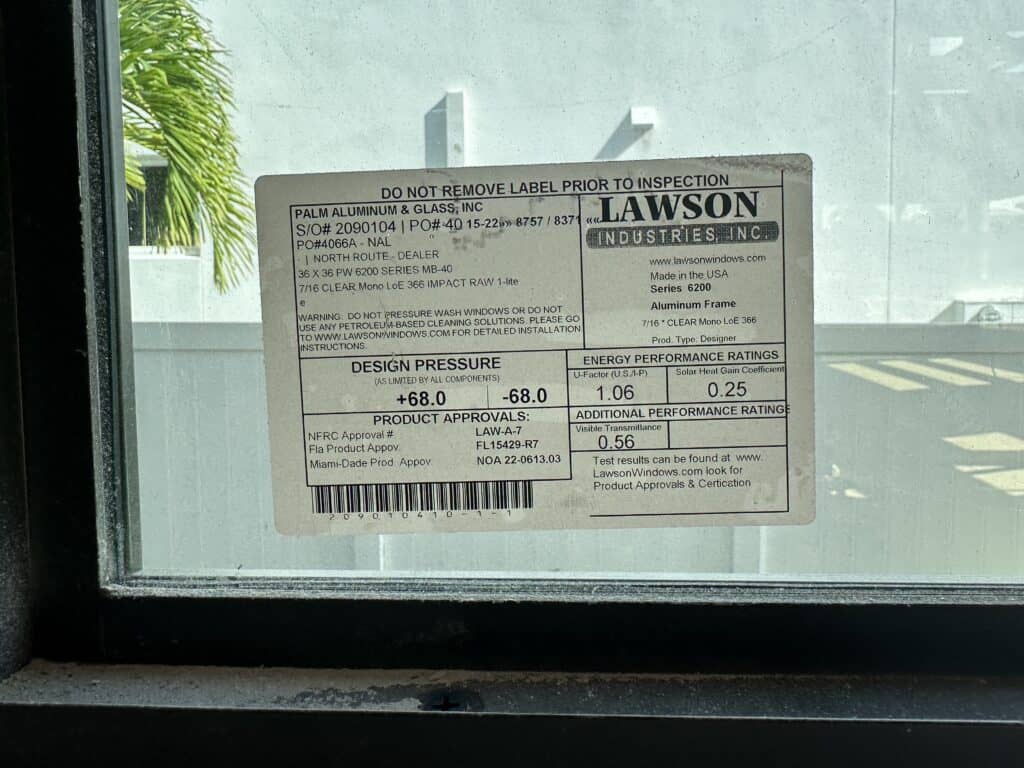 DO NOT REMOVE LABEL PRIOR TO INSPECTION
PALM ALUMINUM & GLASS, INC
S/O# 2090104 | PO# 40 15-22«» 8757 / 8371 ««
PO#4066A - NAL
- | NORTH ROUTE - DEALER
36 X 36 PW 6200 SERIES MB-40
7/16 CLEAR Mono LoE 366 IMPACT RAW 1-lite
e
WARNING: DO NOT PRESSURE WASH WINDOWS OR DO NOT
USE ANY PETROLEUM-BASED CLEANING SOLUTIONS. PLEASE GO
TO WWW.LAWSONWINDOWS.COM FOR DETAILED INSTALLATION
INSTRUCTIONS.
LAWSON
INDUSTRIES, INC.
www.lawsonwindows.com
Made in the USA
Series 6200
Aluminum Frame
7/16 " CLEAR Mono LoE 366
Prod. Type: Designer
DESIGN PRESSURE
(AS LIMITED BY ALL COMPONENTS)
+68.0 -68.0
PRODUCT APPROVALS:
NFRC Approval # LAW-A-7
Fla Product Appov. FL15429-R7
Miami-Dade Prod. Appov. NOA 22-0613.03
209010410-1-1
ENERGY PERFORMANCE RATINGS
U-Factor (U.S./I-P) Solar Heat Gain Coefficient
1.06 0.25
ADDITIONAL PERFORMANCE RATINGS
Visible Transmittance
0.56
Test results can be found at www.
LawsonWindows.com look for
Product Approvals & Certication